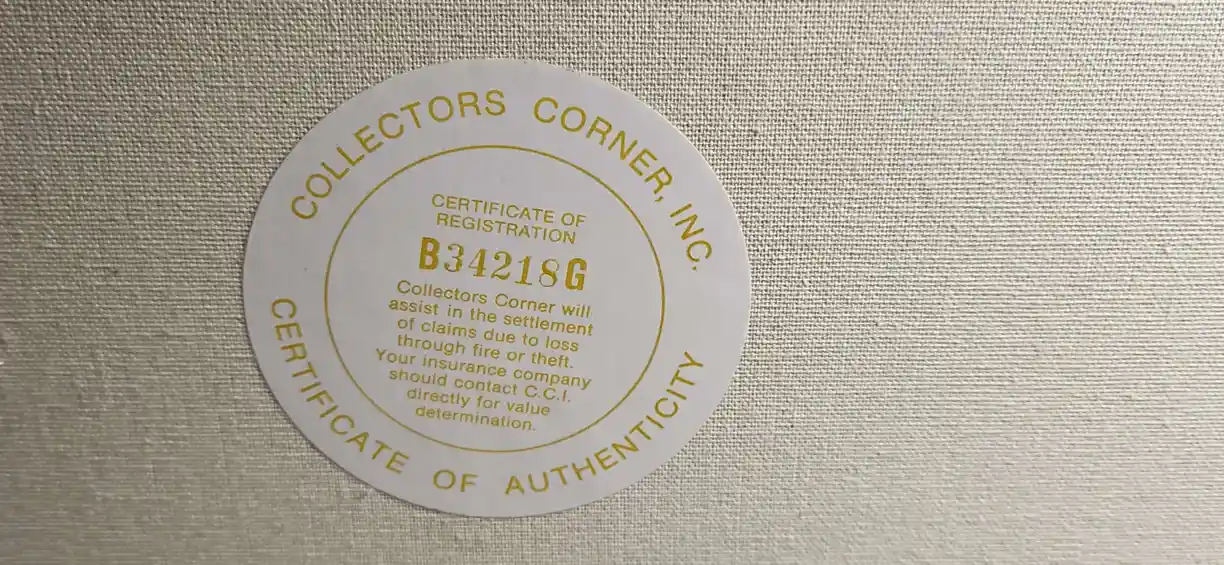 COLLECTORS CORNER, INC.
CERTIFICATE OF
REGISTRATION
B34218G
Collectors Corner will
assist in the settlement
of claims due to loss
through fire or theft.
Your insurance company
should contact C.C.I.
directly for value
determination.
CERTIFICATE OF AUTHENTICITY